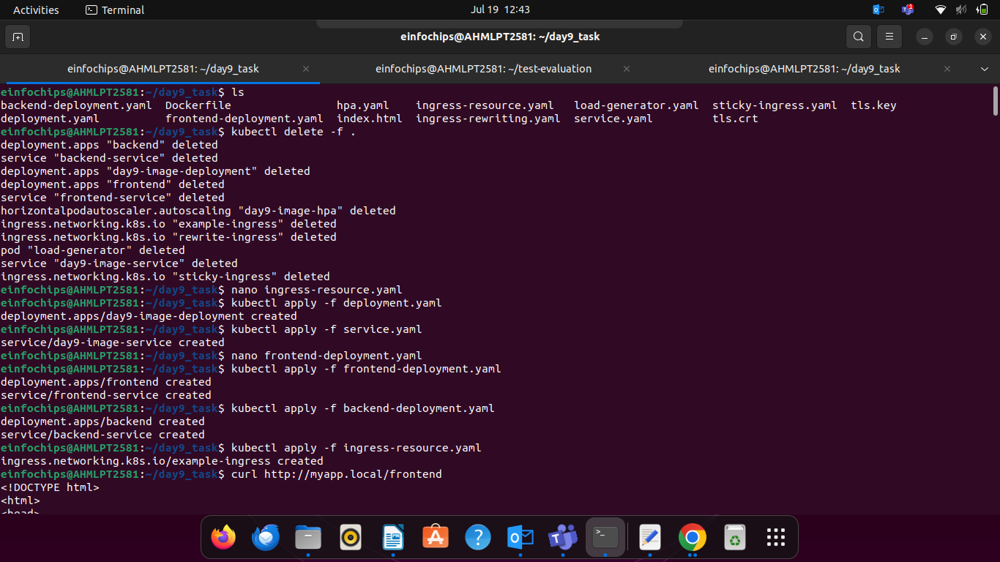 Activities Terminal Jul 19 12:43 1
einfochips@AHMLPT2581: ~/day9_task
einfochips@AHMLPT2581: ~/day9_task einfochips@AHMLPT2581: ~/test-evaluation einfochips@AHMLPT2581: ~/day9_task
einfochips@AHMLPT2581:~/day9_task$ ls
backend-deployment.yaml Dockerfile hpa.yaml ingress-resource.yaml load-generator.yaml sticky-ingress.yaml tls.key
deployment.yaml frontend-deployment.yaml index.html ingress-rewriting.yaml service.yaml tls.crt
einfochips@AHMLPT2581:~/day9_task$ kubectl delete -f .
deployment.apps "backend" deleted
service "backend-service" deleted
deployment.apps "day9-image-deployment" deleted
deployment.apps "frontend" deleted
service "frontend-service" deleted
horizontalpodautoscaler.autoscaling "day9-image-hpa" deleted
ingress.networking.k8s.io "example-ingress" deleted
ingress.networking.k8s.io "rewrite-ingress" deleted
pod "load-generator" deleted
service "day9-image-service" deleted
ingress.networking.k8s.io "sticky-ingress" deleted
einfochips@AHMLPT2581:~/day9_task$ nano ingress-resource.yaml
einfochips@AHMLPT2581:~/day9_task$ kubectl apply -f deployment.yaml
deployment.apps/day9-image-deployment created
einfochips@AHMLPT2581:~/day9_task$ kubectl apply -f service.yaml
service/day9-image-service created
einfochips@AHMLPT2581:~/day9_task$ nano frontend-deployment.yaml
einfochips@AHMLPT2581:~/day9_task$ kubectl apply -f frontend-deployment.yaml
deployment.apps/frontend created
service/frontend-service created
einfochips@AHMLPT2581:~/day9_task$ kubectl apply -f backend-deployment.yaml
deployment.apps/backend created
service/backend-service created
einfochips@AHMLPT2581:~/day9_task$ kubectl apply -f ingress-resource.yaml
ingress.networking.k8s.io/example-ingress created
einfochips@AHMLPT2581:~/day9_task$ curl http://myapp.local/frontend
<!DOCTYPE html>
<html>
<head>